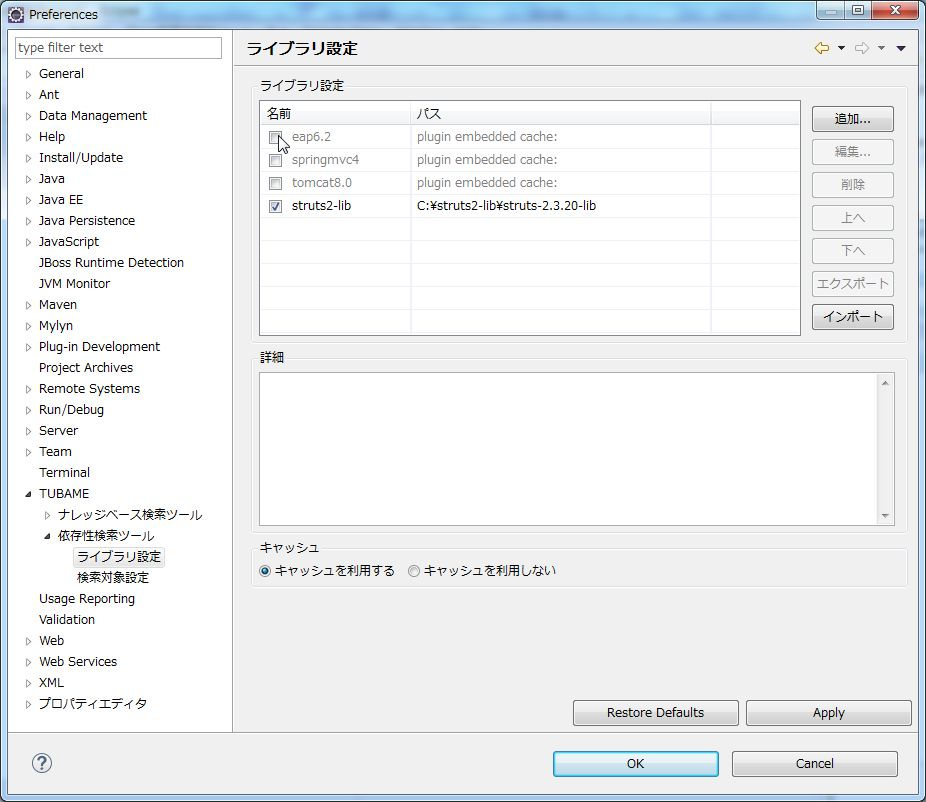 Preferences
type filter text
General
Ant
Data Management
Help
Install/Update
Java
Java EE
Java Persistence
JavaScript
JBoss Runtime Detection
JVM Monitor
Maven
Mylyn
Plug-in Development
Project Archives
Remote Systems
Run/Debug
Server
Team
Terminal
TUBAME
ナレッジベース検索ツール
依存性検索ツール
ライブラリ設定
検索対象設定
Usage Reporting
Validation
Web
Web Services
XML
プロパティエディタ
ライブラリ設定
ライブラリ設定
名前 パス
eap6.2 plugin embedded cache:
springmvc4 plugin embedded cache:
tomcat8.0 plugin embedded cache:
struts2-lib C:¥struts2-lib¥struts-2.3.20-lib
追加...
編集...
削除
上へ
下へ
エクスポート
インポート
詳細
キャッシュ
キャッシュを利用する キャッシュを利用しない
Restore Defaults Apply
? OK Cancel